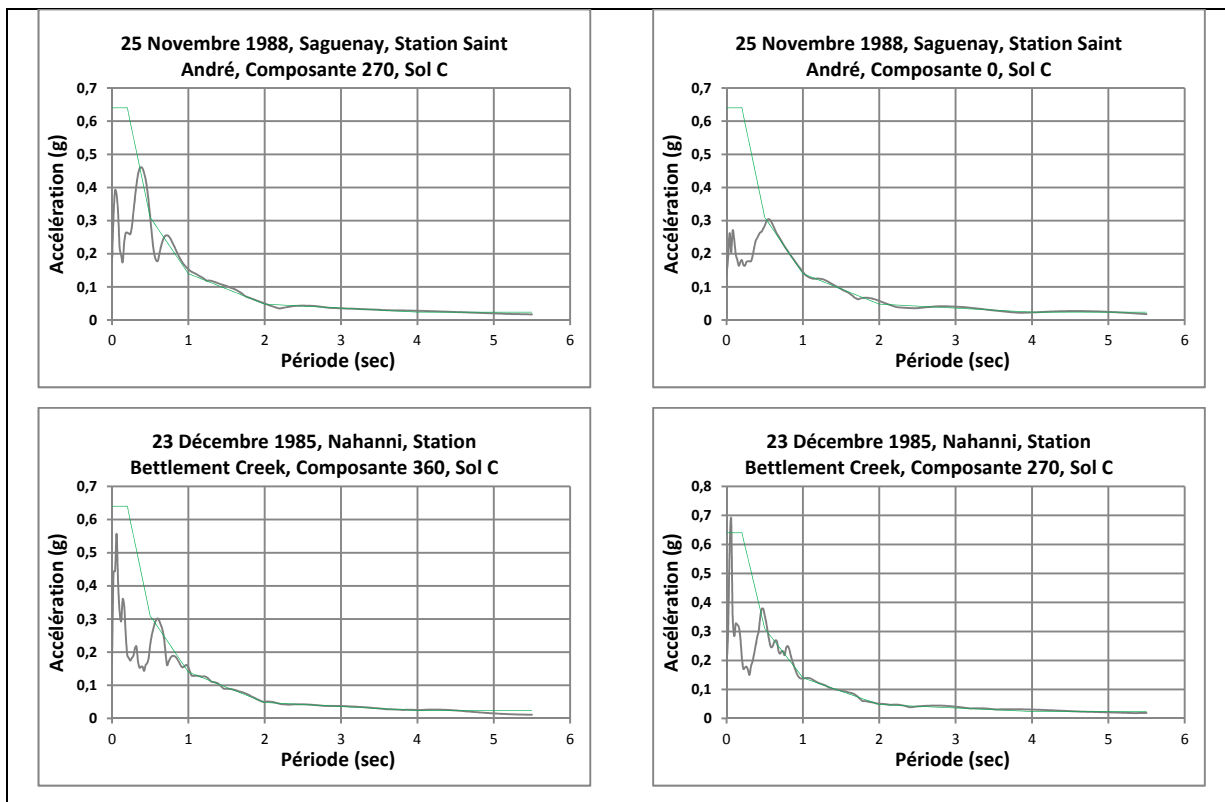 25 Novembre 1988, Saguenay, Station Saint
André, Composante 270, Sol C
0,7
0,6
0,5
0,4
0,3
0,2
0,1
0
Accélération (g)
0 1 2 3 4 5 6
Période (sec)
25 Novembre 1988, Saguenay, Station Saint
André, Composante 0, Sol C
0,7
0,6
0,5
0,4
0,3
0,2
0,1
0
Accélération (g)
0 1 2 3 4 5 6
Période (sec)
23 Décembre 1985, Nahanni, Station
Bettlement Creek, Composante 360, Sol C
0,7
0,6
0,5
0,4
0,3
0,2
0,1
0
Accélération (g)
0 1 2 3 4 5 6
Période (sec)
23 Décembre 1985, Nahanni, Station
Bettlement Creek, Composante 270, Sol C
0,8
0,7
0,6
0,5
0,4
0,3
0,2
0,1
0
Accélération (g)
0 1 2 3 4 5 6
Période (sec)